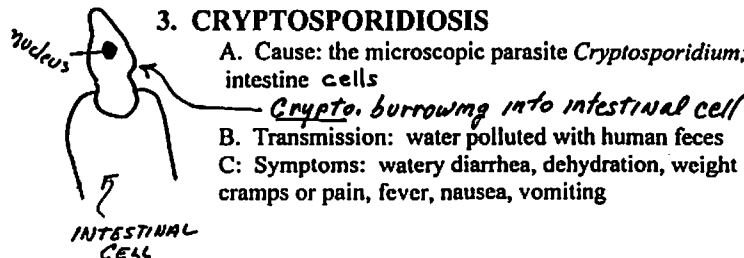 3. CRYPTOSPORIDIOSIS
nucleus
A. Cause: the microscopic parasite Cryptosporidium;
intestine cells
Crypto. burrowing into intestinal cell
B. Transmission: water polluted with human feces
C: Symptoms: watery diarrhea, dehydration, weight
cramps or pain, fever, nausea, vomiting
INTESTINAL
CELL